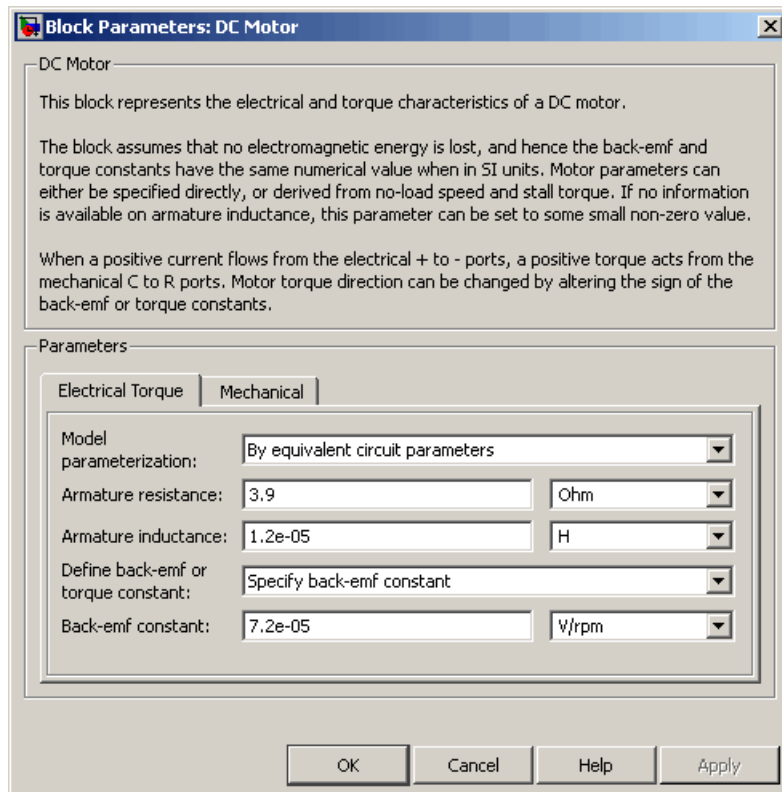 Block Parameters: DC Motor
DC Motor
This block represents the electrical and torque characteristics of a DC motor.
The block assumes that no electromagnetic energy is lost, and hence the back-emf and
torque constants have the same numerical value when in SI units. Motor parameters can
either be specified directly, or derived from no-load speed and stall torque. If no information
is available on armature inductance, this parameter can be set to some small non-zero value.
When a positive current flows from the electrical + to - ports, a positive torque acts from the
mechanical C to R ports. Motor torque direction can be changed by altering the sign of the
back-emf or torque constants.
Parameters
Electrical Torque Mechanical
Model
parameterization: By equivalent circuit parameters
Armature resistance: 3.9 Ohm
Armature inductance: 1.2e-05 H
Define back-emf or
torque constant: Specify back-emf constant
Back-emf constant: 7.2e-05 V/rpm
OK Cancel Help Apply